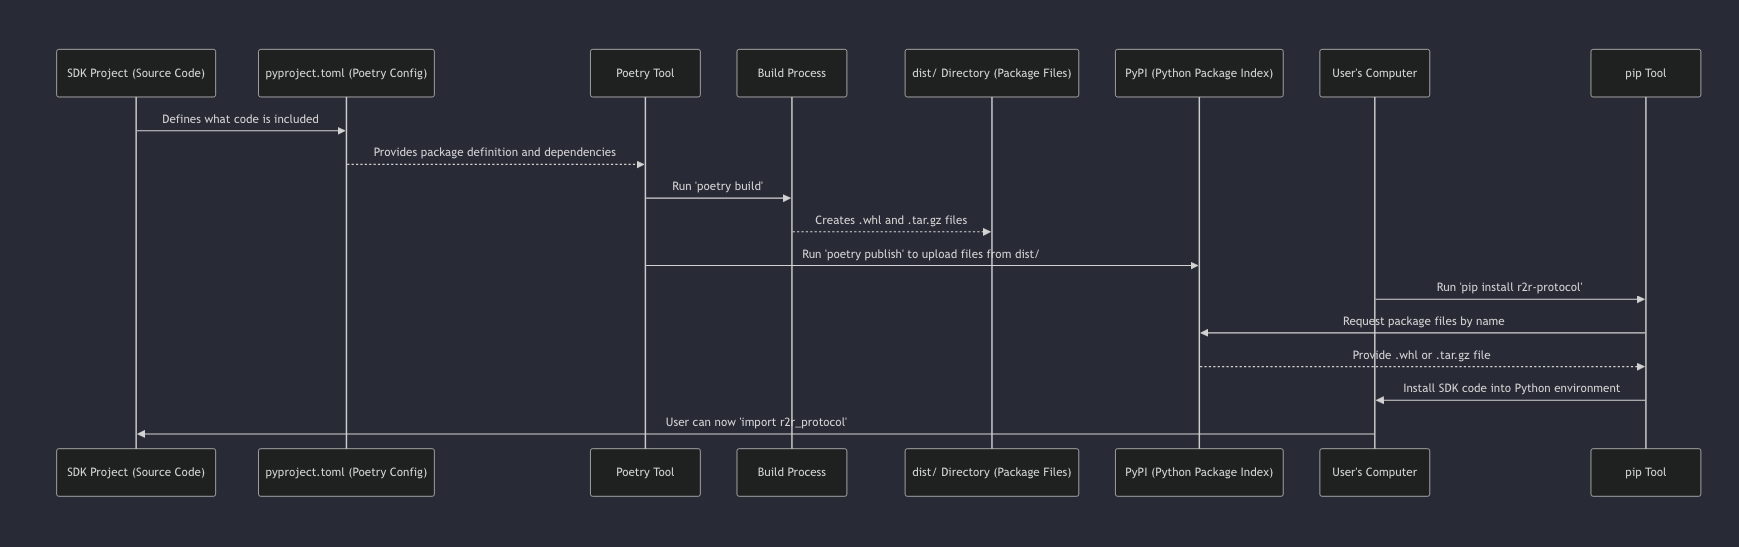 SDK Project (Source Code)
pyproject.toml (Poetry Config)
Poetry Tool
Build Process
dist/ Directory (Package Files)
PyPI (Python Package Index)
User's Computer
pip Tool
Defines what code is included
Provides package definition and dependencies
Run 'poetry build'
Creates .whl and .tar.gz files
Run 'poetry publish' to upload files from dist/
Run 'pip install r2r-protocol'
Request package files by name
Provide .whl or .tar.gz file
Install SDK code into Python environment
User can now 'import r2r_protocol'
SDK Project (Source Code)
pyproject.toml (Poetry Config)
Poetry Tool
Build Process
dist/ Directory (Package Files)
PyPI (Python Package Index)
User's Computer
pip Tool